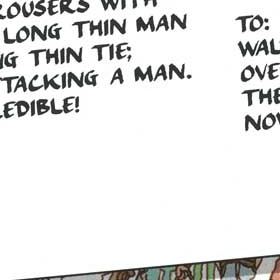 ROUSERS WITH
LONG THIN MAN
NG THIN TIE;
TTACKING A MAN.
EDIBLE!
TO:
WAL
OVE
THE
NOW